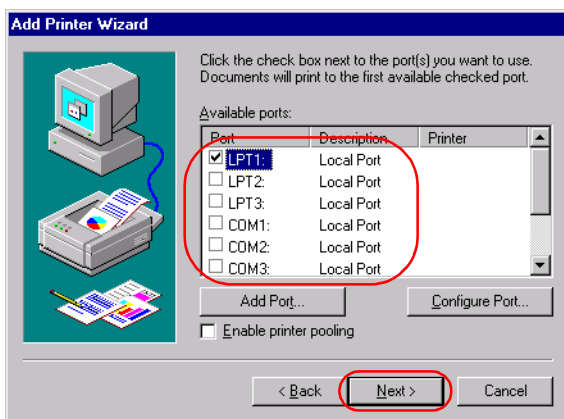 Add Printer Wizard
Click the check box next to the port(s) you want to use.
Documents will print to the first available checked port.
Available ports:
Port Description Printer
LPT1: Local Port
LPT2: Local Port
LPT3: Local Port
COM1: Local Port
COM2: Local Port
COM3: Local Port
Add Port... Configure Port...
Enable printer pooling
< Back Next > Cancel